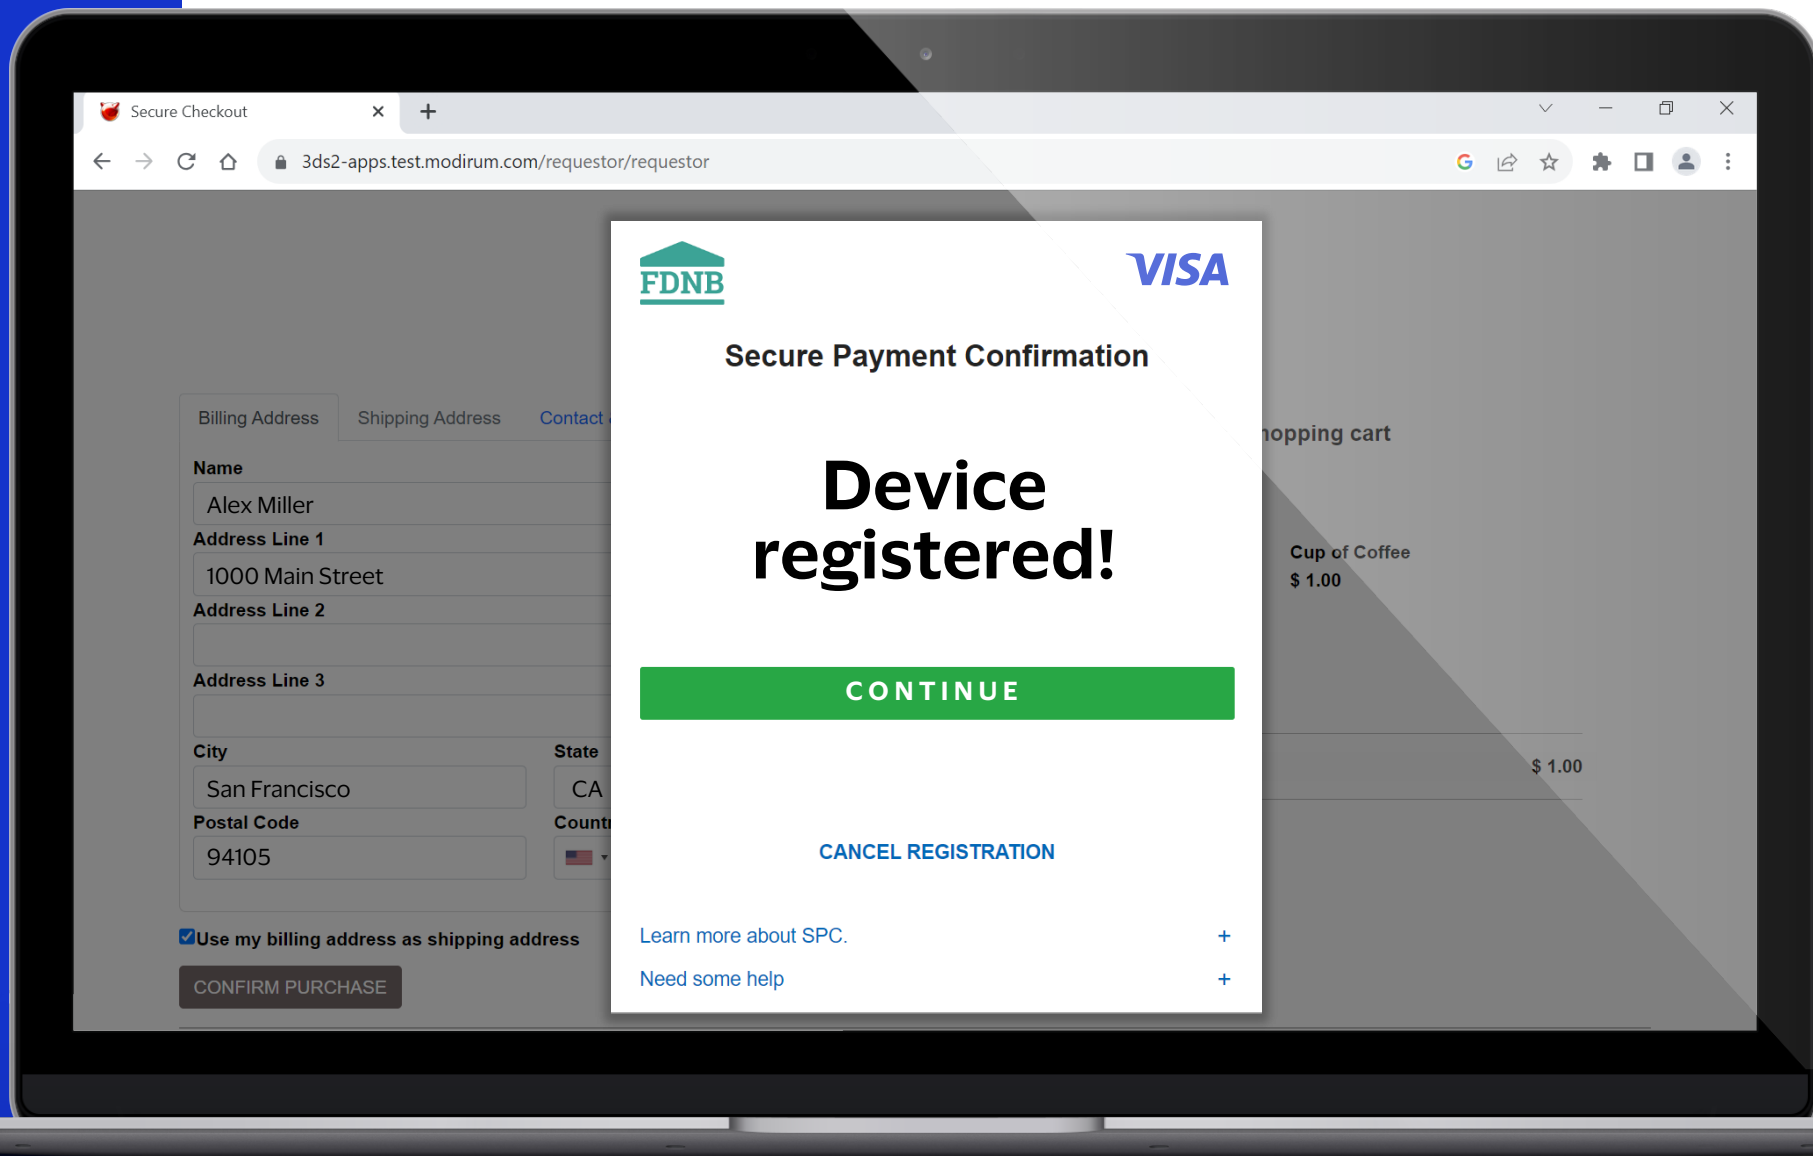 Secure Checkout
3ds2-apps.test.modirum.com/requestor/requestor
FDNB
VISA
Secure Payment Confirmation
Device
registered!
CONTINUE
CANCEL REGISTRATION
Learn more about SPC. +
Need some help +
Billing Address Shipping Address Contact
Name
Alex Miller
Address Line 1
1000 Main Street
Address Line 2
Address Line 3
City State
San Francisco CA
Postal Code
94105
Use my billing address as shipping address
CONFIRM PURCHASE
cart
Cup of Coffee
$ 1.00
$ 1.00